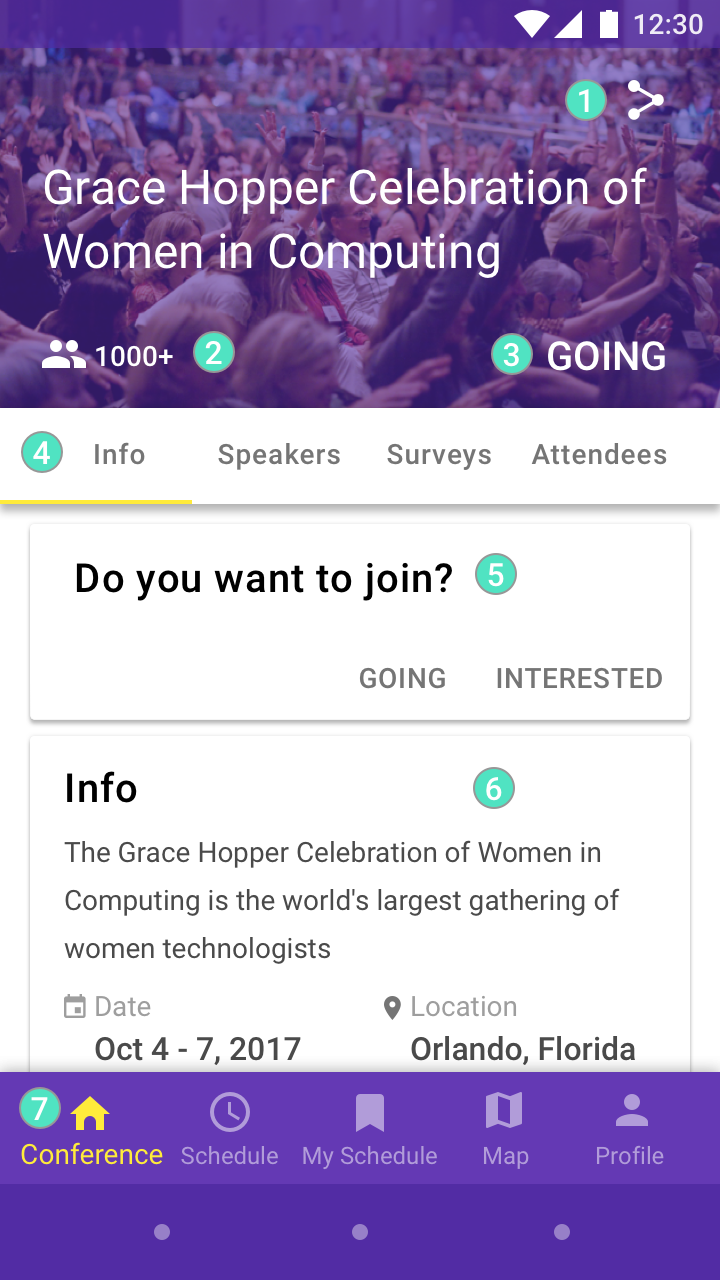 12:30
1
Grace Hopper Celebration of
Women in Computing
1000+ 2 3 GOING
4 Info Speakers Surveys Attendees
Do you want to join? 5
GOING INTERESTED
Info 6
The Grace Hopper Celebration of Women in
Computing is the world's largest gathering of
women technologists
Date Location
Oct 4 - 7, 2017 Orlando, Florida
7
Conference Schedule My Schedule Map Profile